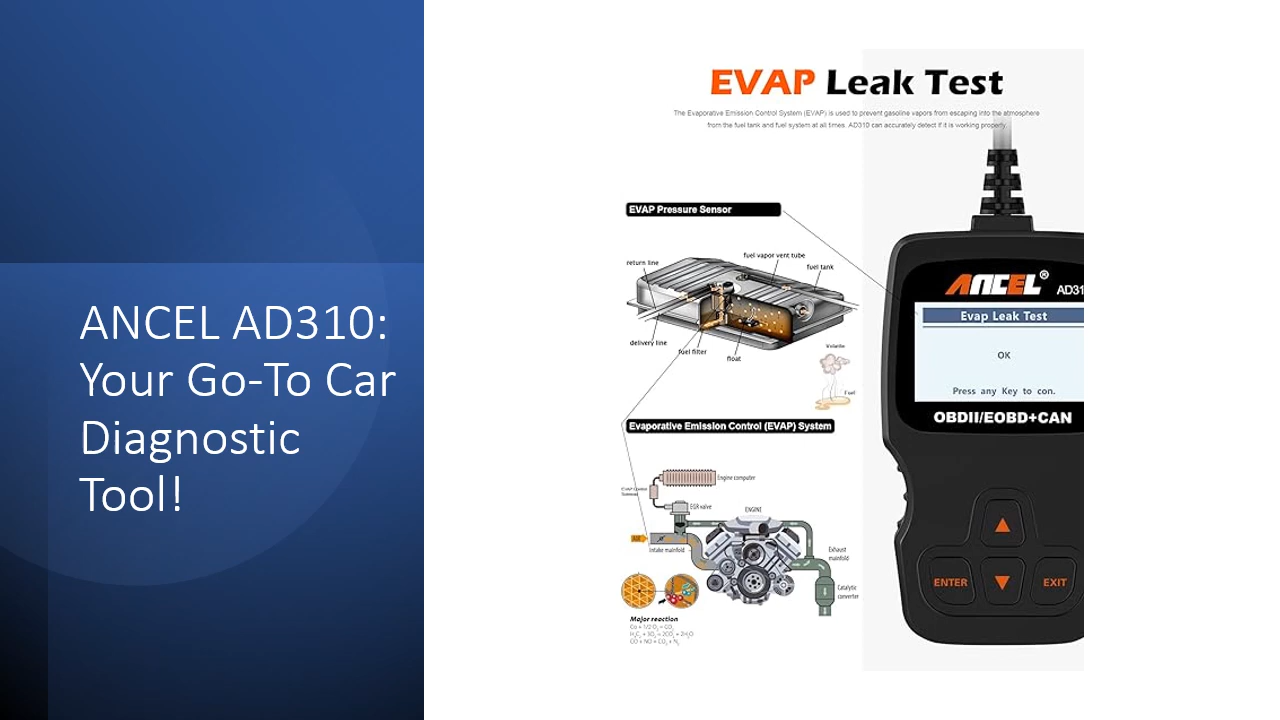 ANCEL AD310:
Your Go-To Car
Diagnostic
Tool!
EVAP Leak Test
The Evaporative Emission Control System (EVAP) is used to prevent gasoline vapors from escaping into the atmosphere
from the fuel tank and fuel system at all times. AD310 can accurately detect if it is working properly.
EVAP Pressure Sensor
return line
fuel vapor vent tube
fuel tank
delivery line
fuel filter
float
Volatile
Fuel
ANCEL®
AD31
Evap Leak Test
OK
Press any Key to con.
OBDII/EOBD+CAN
ENTER
EXIT
Evaporative Emission Control (EVAP) System
Engine computer
EGR valve
ENGINE
AIR
Intake mainfold
Exhaust
mainfold
Catalytic
converter
Major reaction